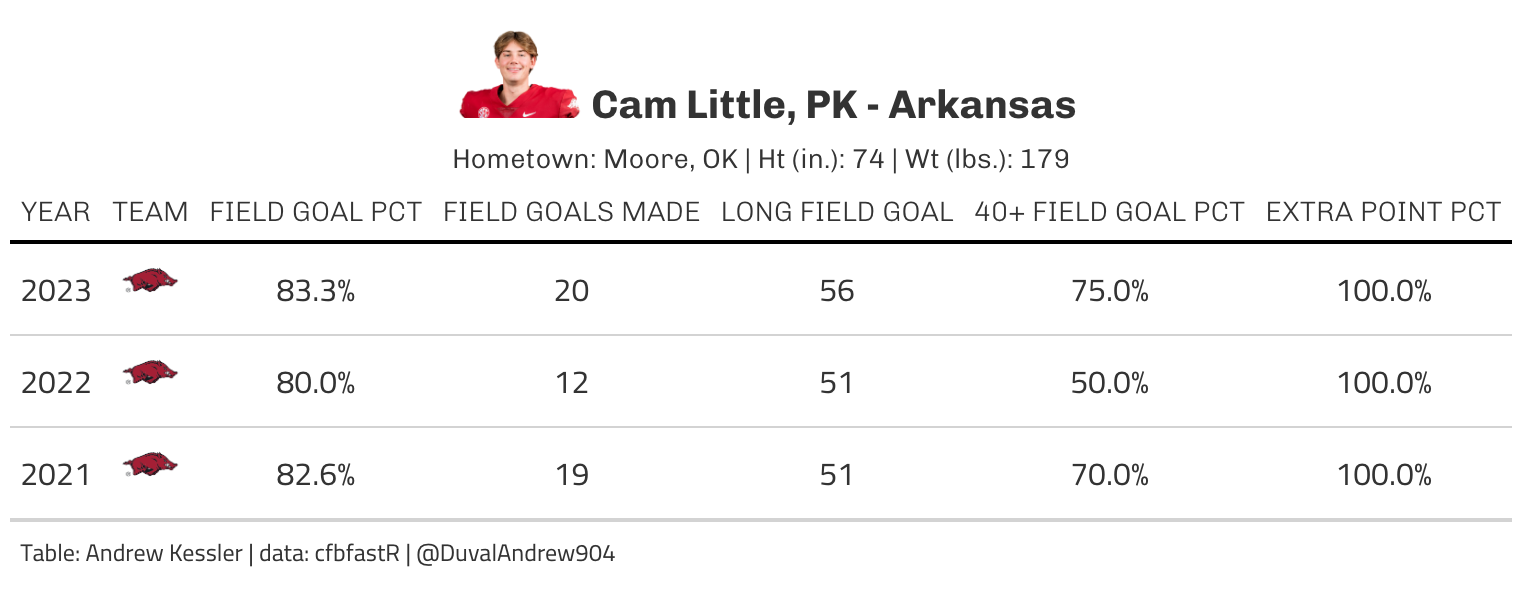 Cam Little, PK - Arkansas
Hometown: Moore, OK | Ht (in.): 74 | Wt (lbs.): 179
YEAR TEAM FIELD GOAL PCT FIELD GOALS MADE LONG FIELD GOAL 40+ FIELD GOAL PCT EXTRA POINT PCT
2023 83.3% 20 56 75.0% 100.0%
2022 80.0% 12 51 50.0% 100.0%
2021 82.6% 19 51 70.0% 100.0%
Table: Andrew Kessler | data: cfbfastR | @DuvalAndrew904